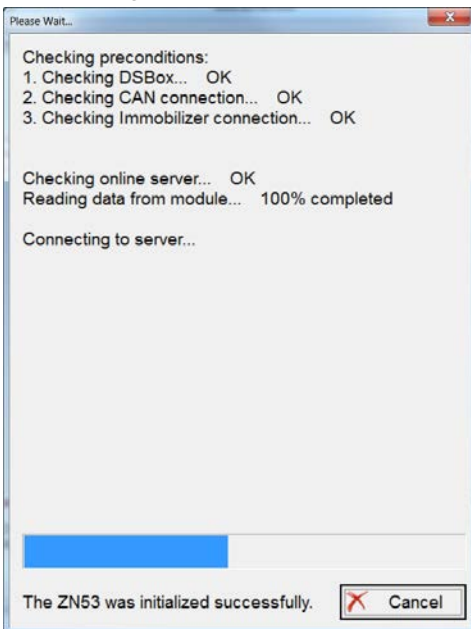 Please Wait...
Checking preconditions:
1. Checking DSBox... OK
2. Checking CAN connection... OK
3. Checking Immobilizer connection... OK
Checking online server... OK
Reading data from module... 100% completed
Connecting to server...
The ZN53 was initialized successfully.
Cancel